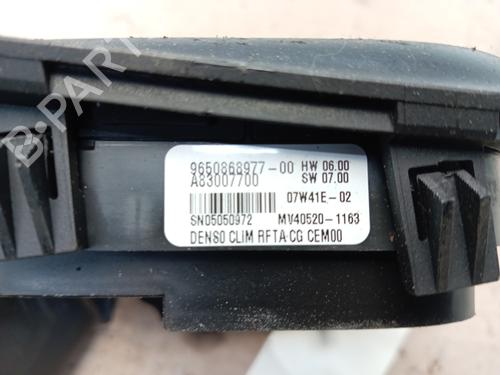 9650868977-00 HW 06.00
A83007700 SW 07.00
07W41E-02
SN05050972 MV40520-1163
DENSO CLIM RFTA CG CEM00
B-PARTS